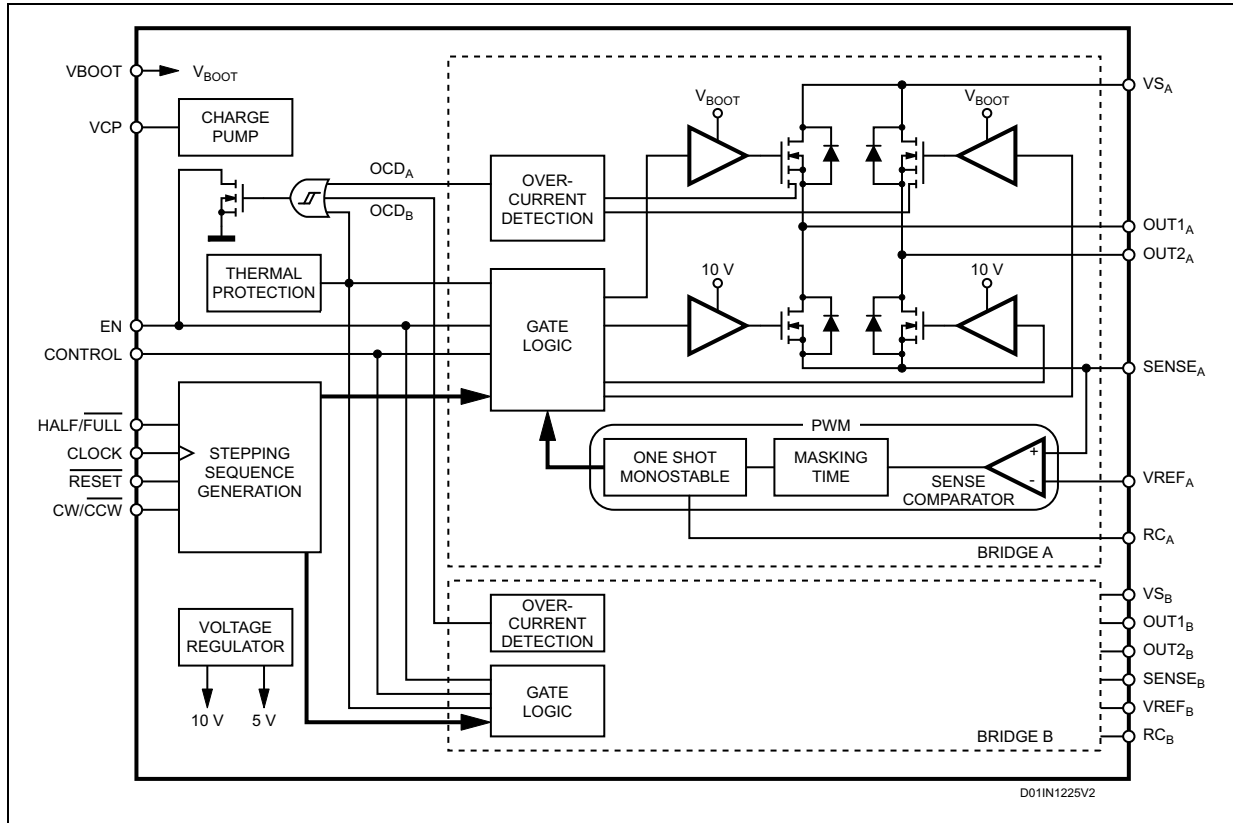 VBOOT
VBOOT
VCP
CHARGE
PUMP
OCDA
OCDB
THERMAL
PROTECTION
EN
CONTROL
HALF/FULL
CLOCK
RESET
CW/CCW
STEPPING
SEQUENCE
GENERATION
VOLTAGE
REGULATOR
10 V
5 V
OVER-
CURRENT
DETECTION
GATE
LOGIC
VBOOT
VBOOT
10 V
10 V
PWM
ONE SHOT
MONOSTABLE
MASKING
TIME
+
-
SENSE
COMPARATOR
BRIDGE A
VSA
OUT1A
OUT2A
SENSEA
VREFA
RCA
OVER-
CURRENT
DETECTION
GATE
LOGIC
BRIDGE B
VSB
OUT1B
OUT2B
SENSEB
VREFB
RCB
D01IN1225V2